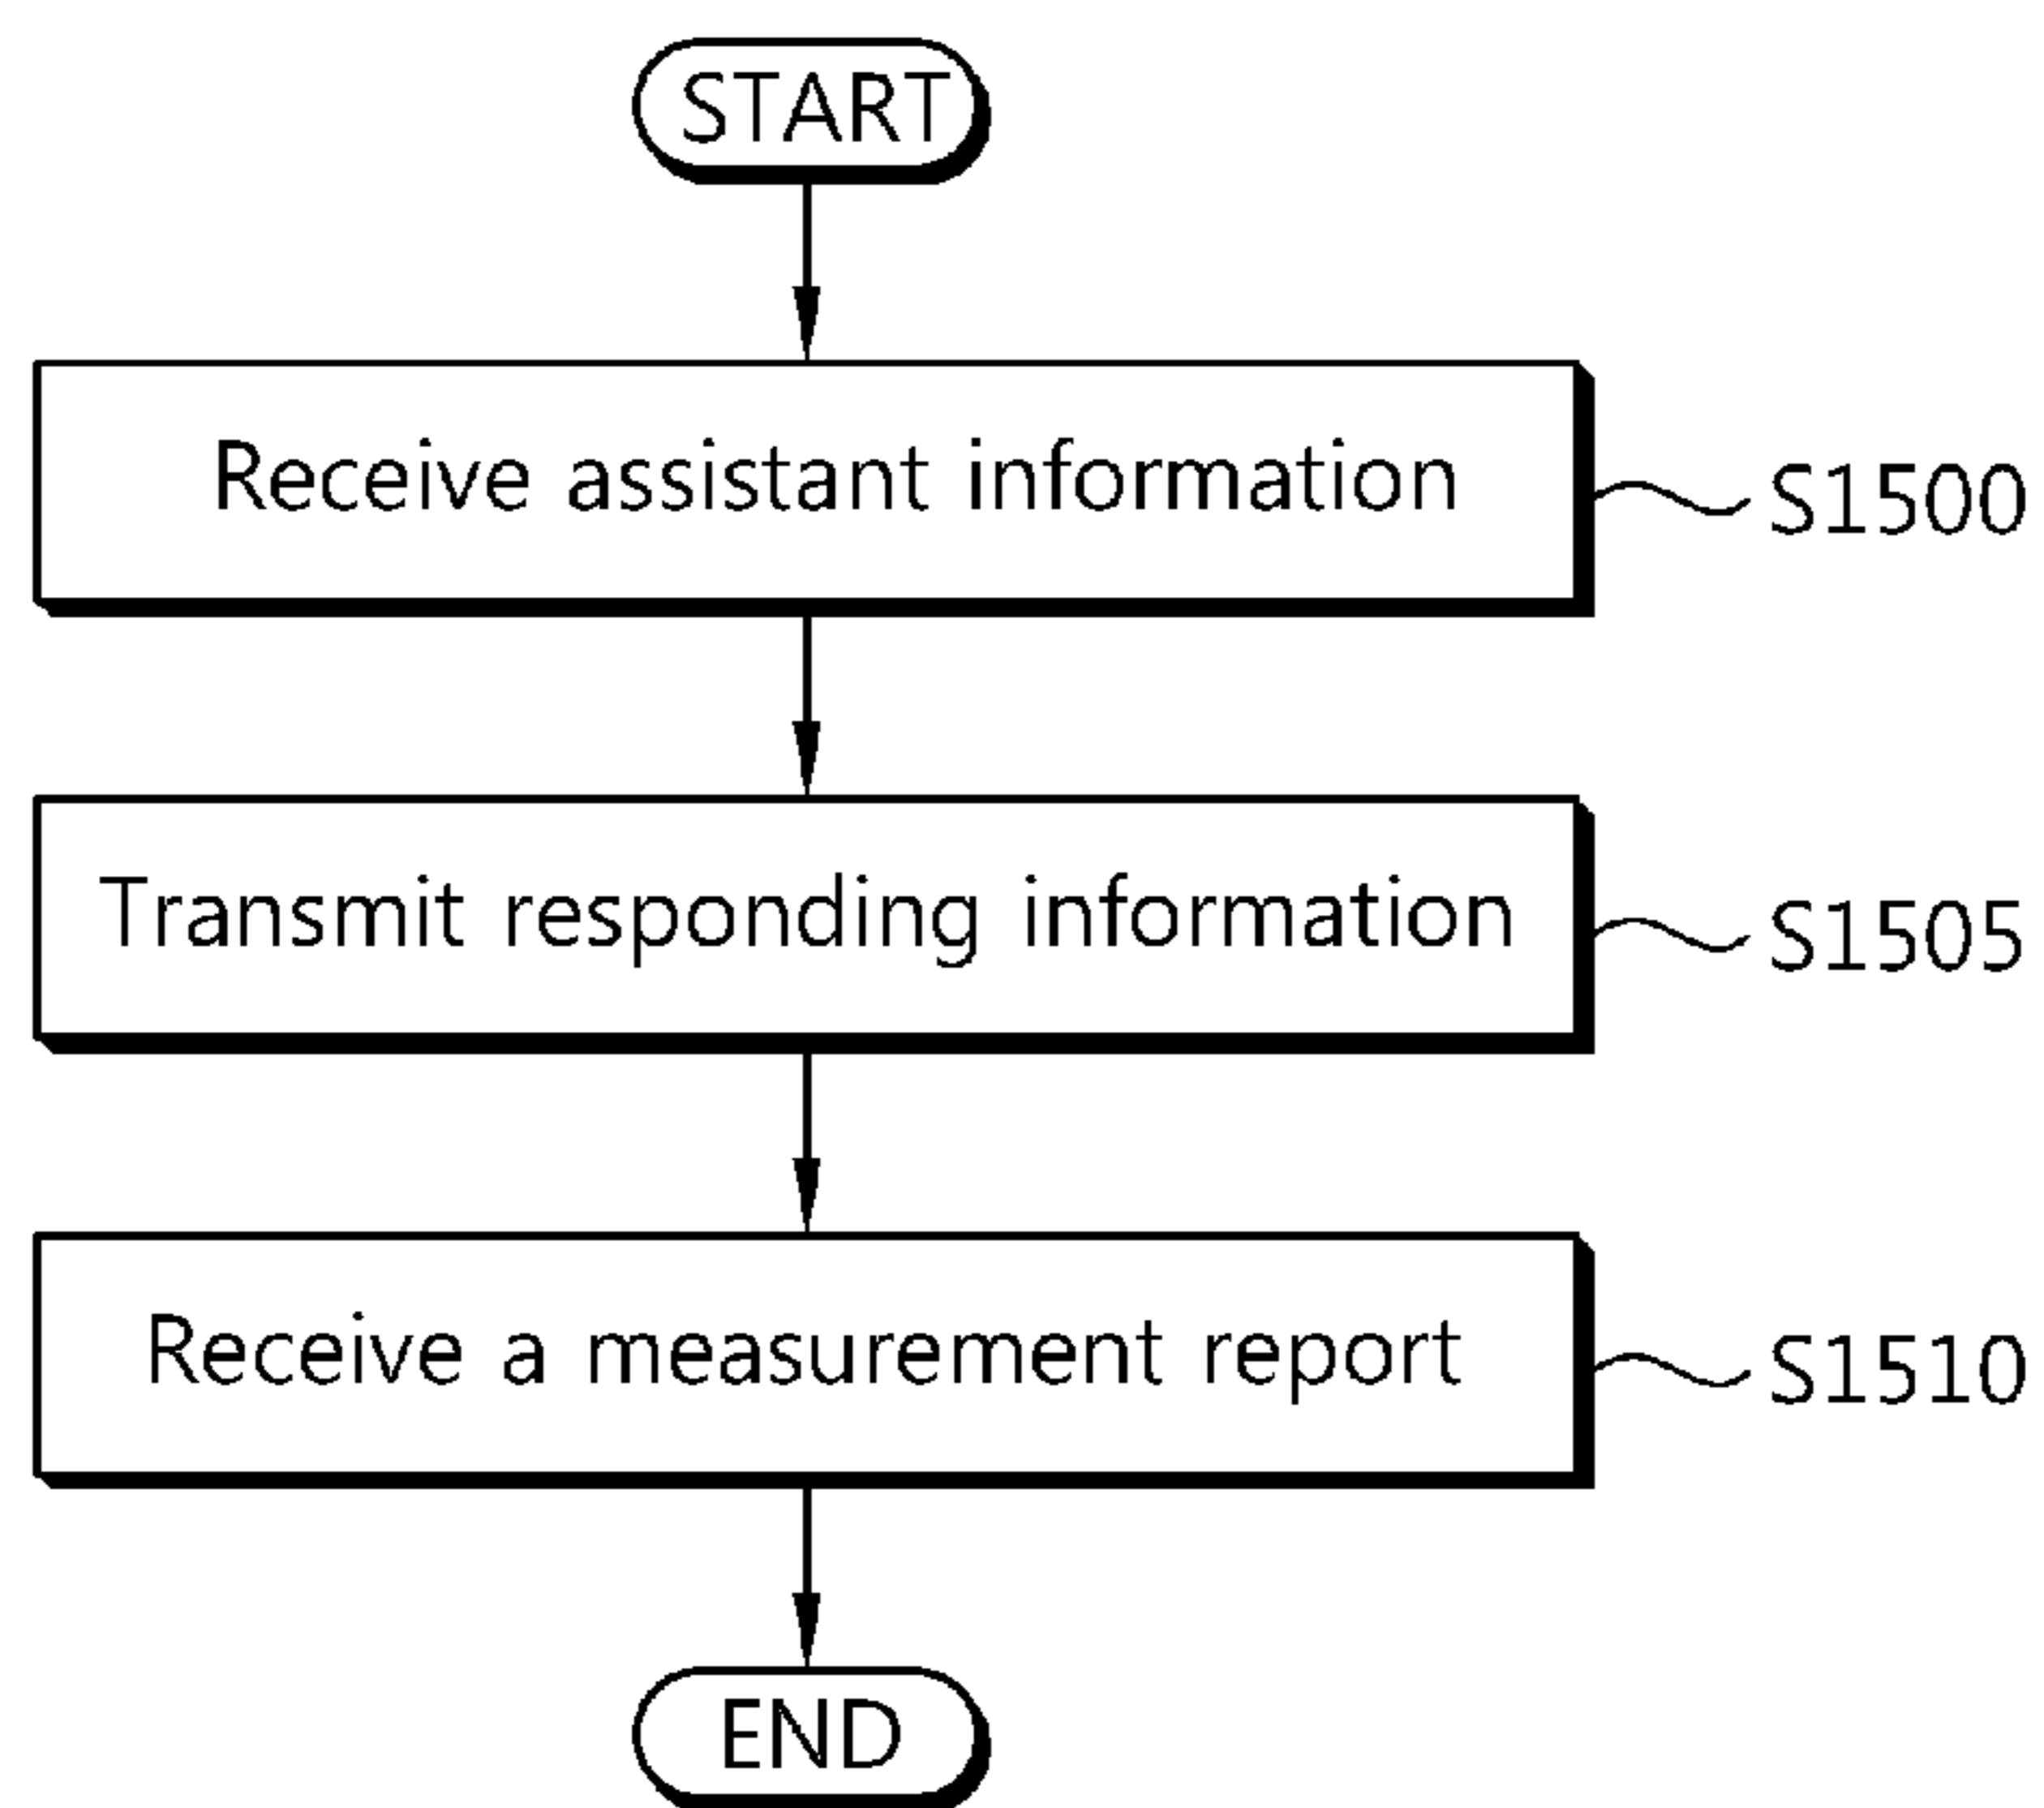 START
Receive assistant information
S1500
Transmit responding information
S1505
Receive a measurement report
S1510
END